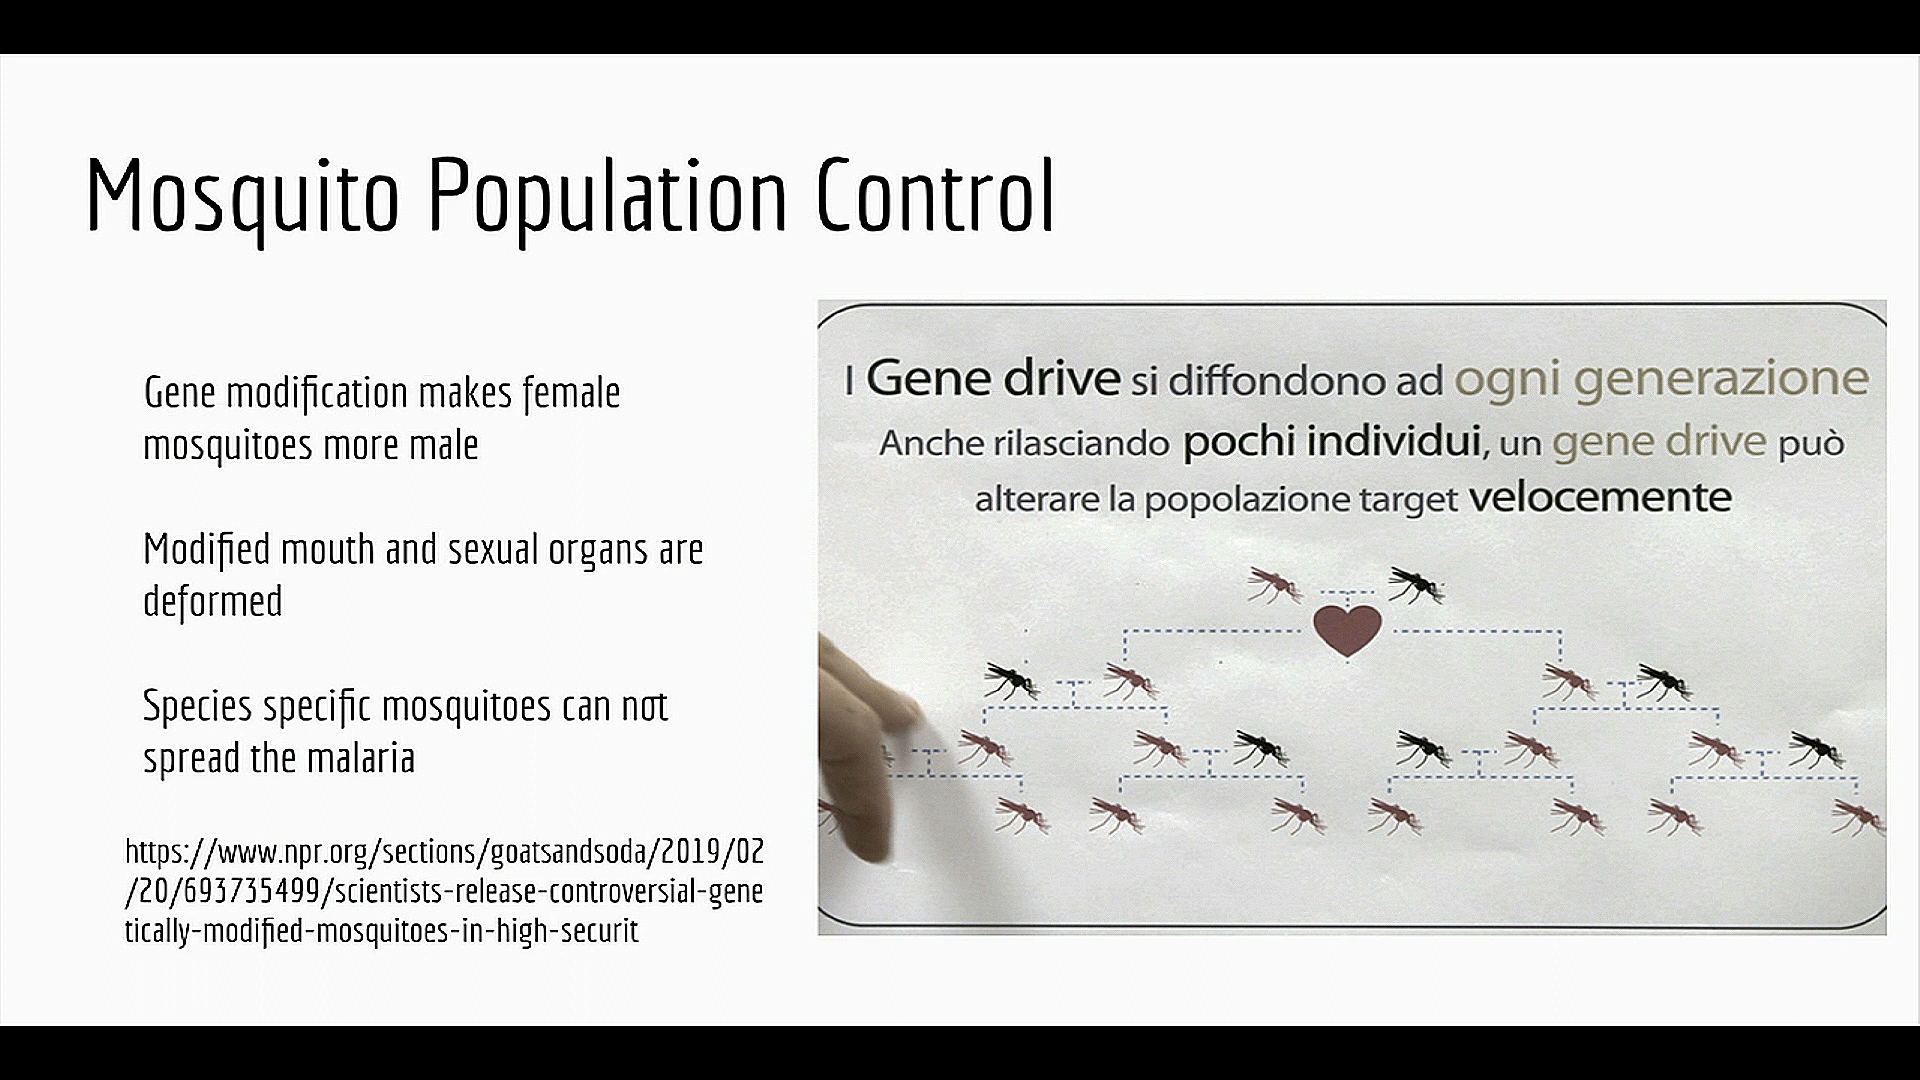 Mosquito Population Control
Gene modification makes female
mosquitoes more male
Modified mouth and sexual organs are
deformed
Species specific mosquitoes can not
spread the malaria
https://www.npr.org/sections/goatsandsoda/2019/02
/20/693735499/scientists-release-controversial-gene
tically-modified-mosquitoes-in-high-securit
I Gene drive si diffondono ad ogni generazione
Anche rilasciando pochi individui, un gene drive può
alterare la popolazione target velocemente